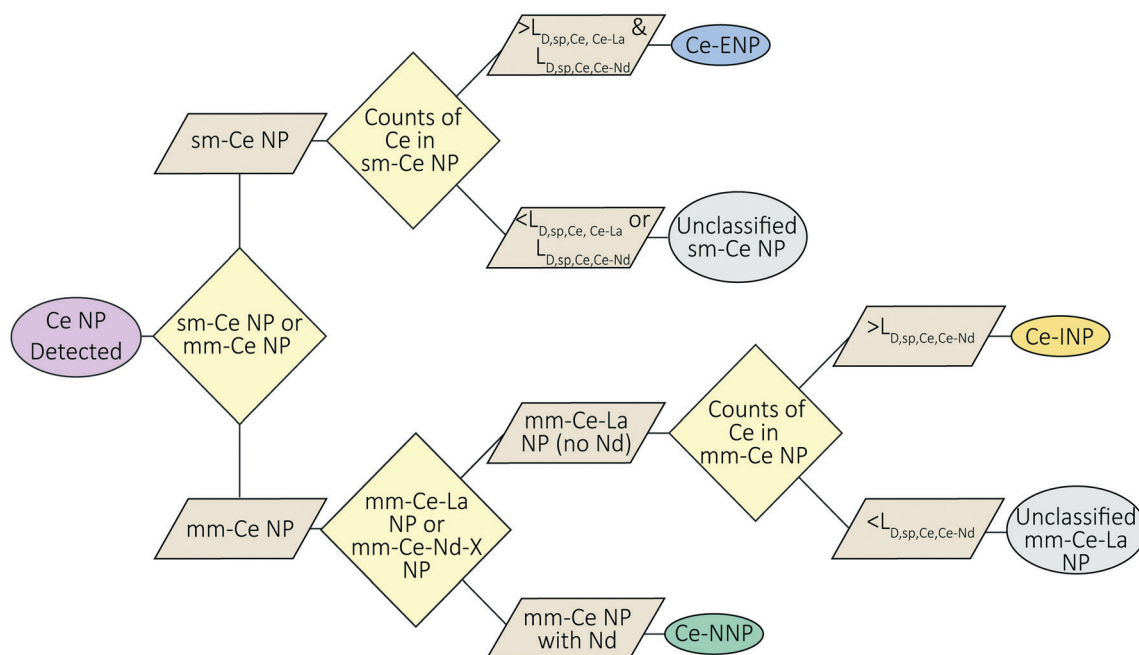 Ce NP
Detected
sm-Ce NP or
mm-Ce NP
sm-Ce NP
Counts of
Ce in
sm-Ce NP
>L_D,sp,Ce, Ce-La &
L_D,sp,Ce,Ce-Nd
Ce-ENP
<L_D,sp,Ce, Ce-La or
L_D,sp,Ce,Ce-Nd
Unclassified
sm-Ce NP
mm-Ce NP
mm-Ce-La
NP or
mm-Ce-Nd-X
NP
mm-Ce-La
NP (no Nd)
Counts of
Ce in
mm-Ce NP
>L_D,sp,Ce,Ce-Nd
Ce-INP
<L_D,sp,Ce,Ce-Nd
Unclassified
mm-Ce-La
NP
mm-Ce NP
with Nd
Ce-NNP